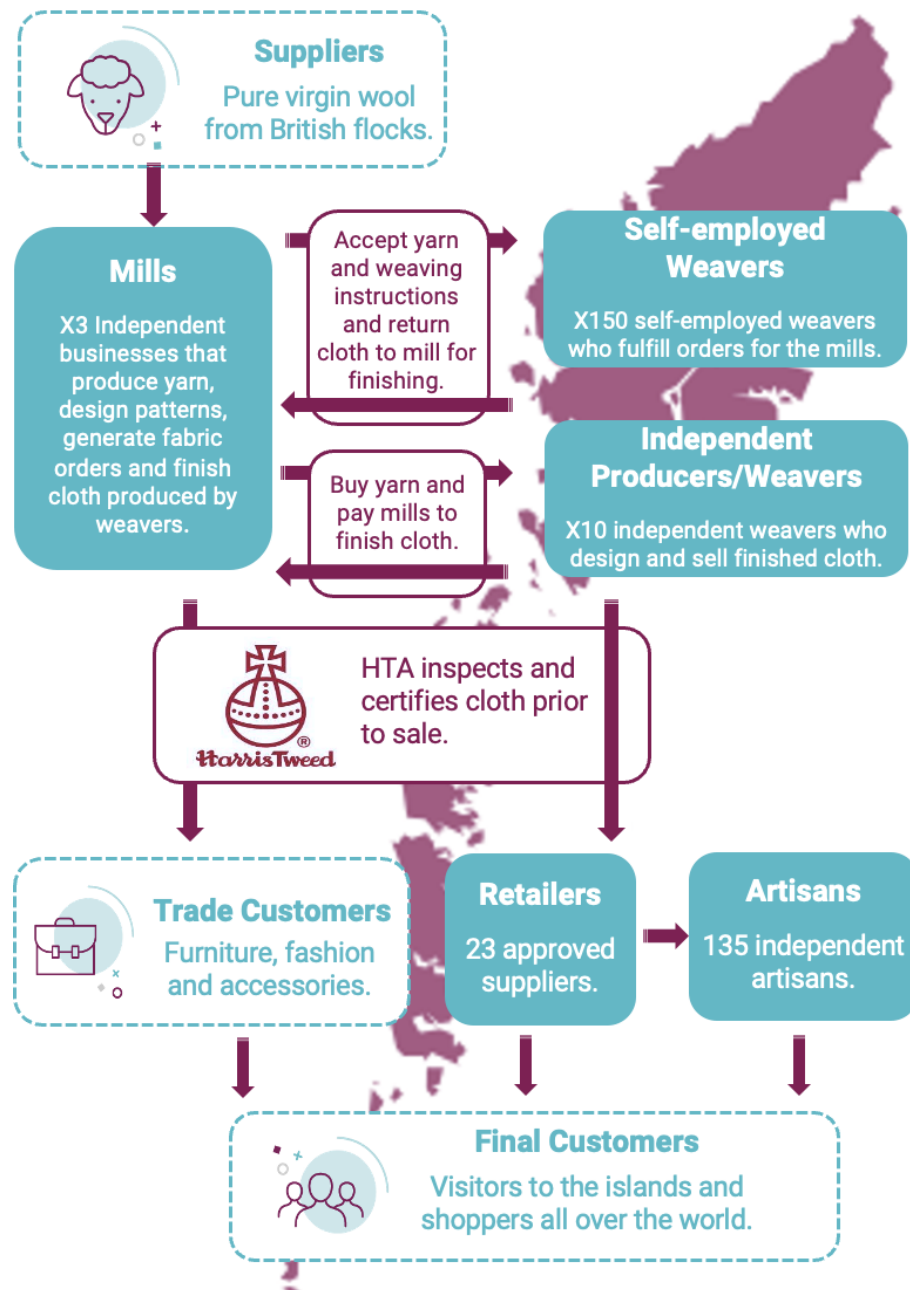 Suppliers
Pure virgin wool
from British flocks.
Mills
X3 Independent
businesses that
produce yarn,
design patterns,
generate fabric
orders and finish
cloth produced by
weavers.
Accept yarn
and weaving
instructions
and return
cloth to mill for
finishing.
Self-employed
Weavers
X150 self-employed weavers
who fulfill orders for the mills.
Buy yarn and
pay mills to
finish cloth.
Independent
Producers/Weavers
X10 independent weavers who
design and sell finished cloth.
®
Harris Tweed
HTA inspects and
certifies cloth prior
to sale.
Trade Customers
Furniture, fashion
and accessories.
Retailers
23 approved
suppliers.
Artisans
135 independent
artisans.
Final Customers
Visitors to the islands and
shoppers all over the world.